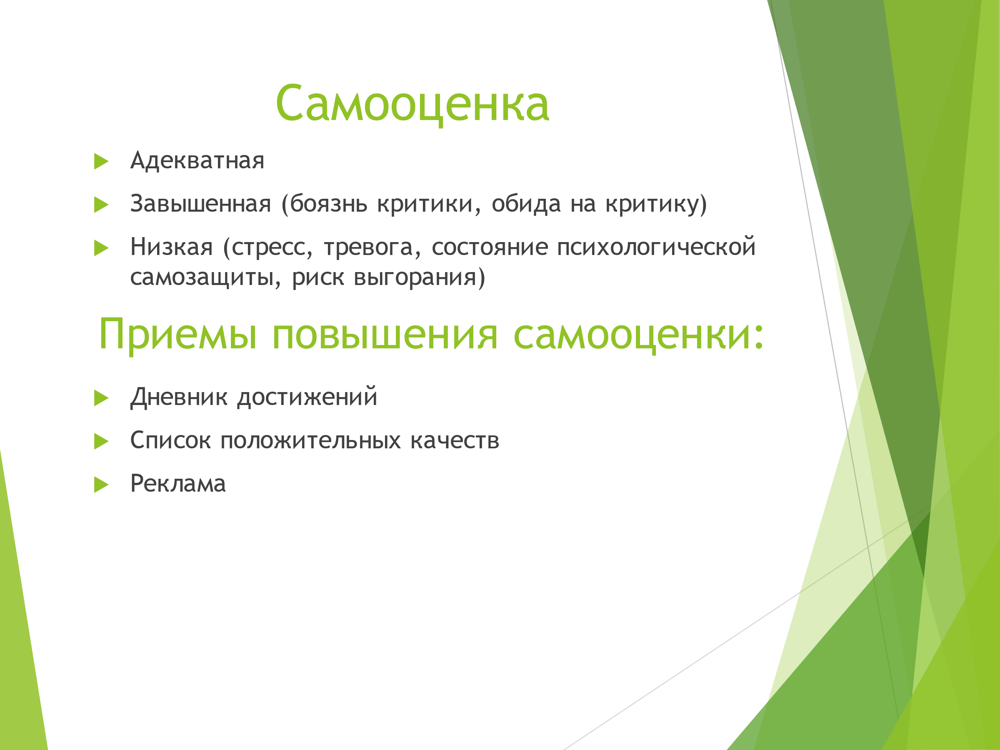 Самооценка
Адекватная
Завышенная (боязнь критики, обида на критику)
Низкая (стресс, тревога, состояние психологической
самозащиты, риск выгорания)
Приемы повышения самооценки:
Дневник достижений
Список положительных качеств
Реклама